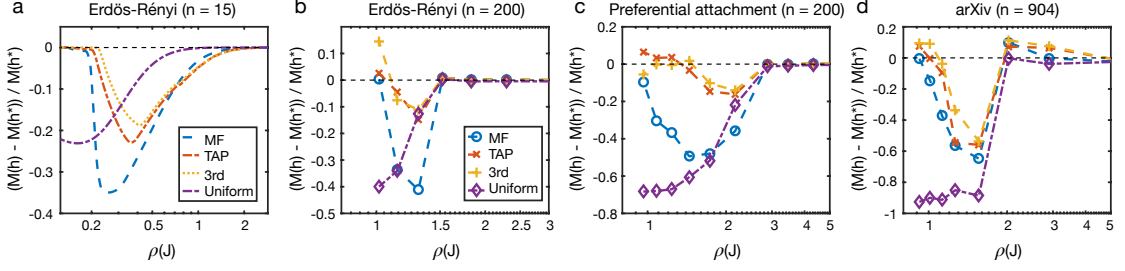 a Erdös-Rényi (n = 15)
(M(h) - M(h*)) / M(h*)
0
-0.1
-0.2
-0.3
-0.4
MF
TAP
3rd
Uniform
0.2 0.5 1 2
ρ(J)
b Erdös-Rényi (n = 200)
(M(h) - M(h*)) / M(h*)
0.2
0.1
0
-0.1
-0.2
-0.3
-0.4
-0.5
MF
TAP
3rd
Uniform
1 1.5 2 2.5 3
ρ(J)
c Preferential attachment (n = 200)
(M(h) - M(h*)) / M(h*)
0.2
0
-0.2
-0.4
-0.6
-0.8
1 2 3 4 5
ρ(J)
d arXiv (n = 904)
(M(h) - M(h*)) / M(h*)
0.2
0
-0.2
-0.4
-0.6
-0.8
-1
1 2 3 4 5
ρ(J)